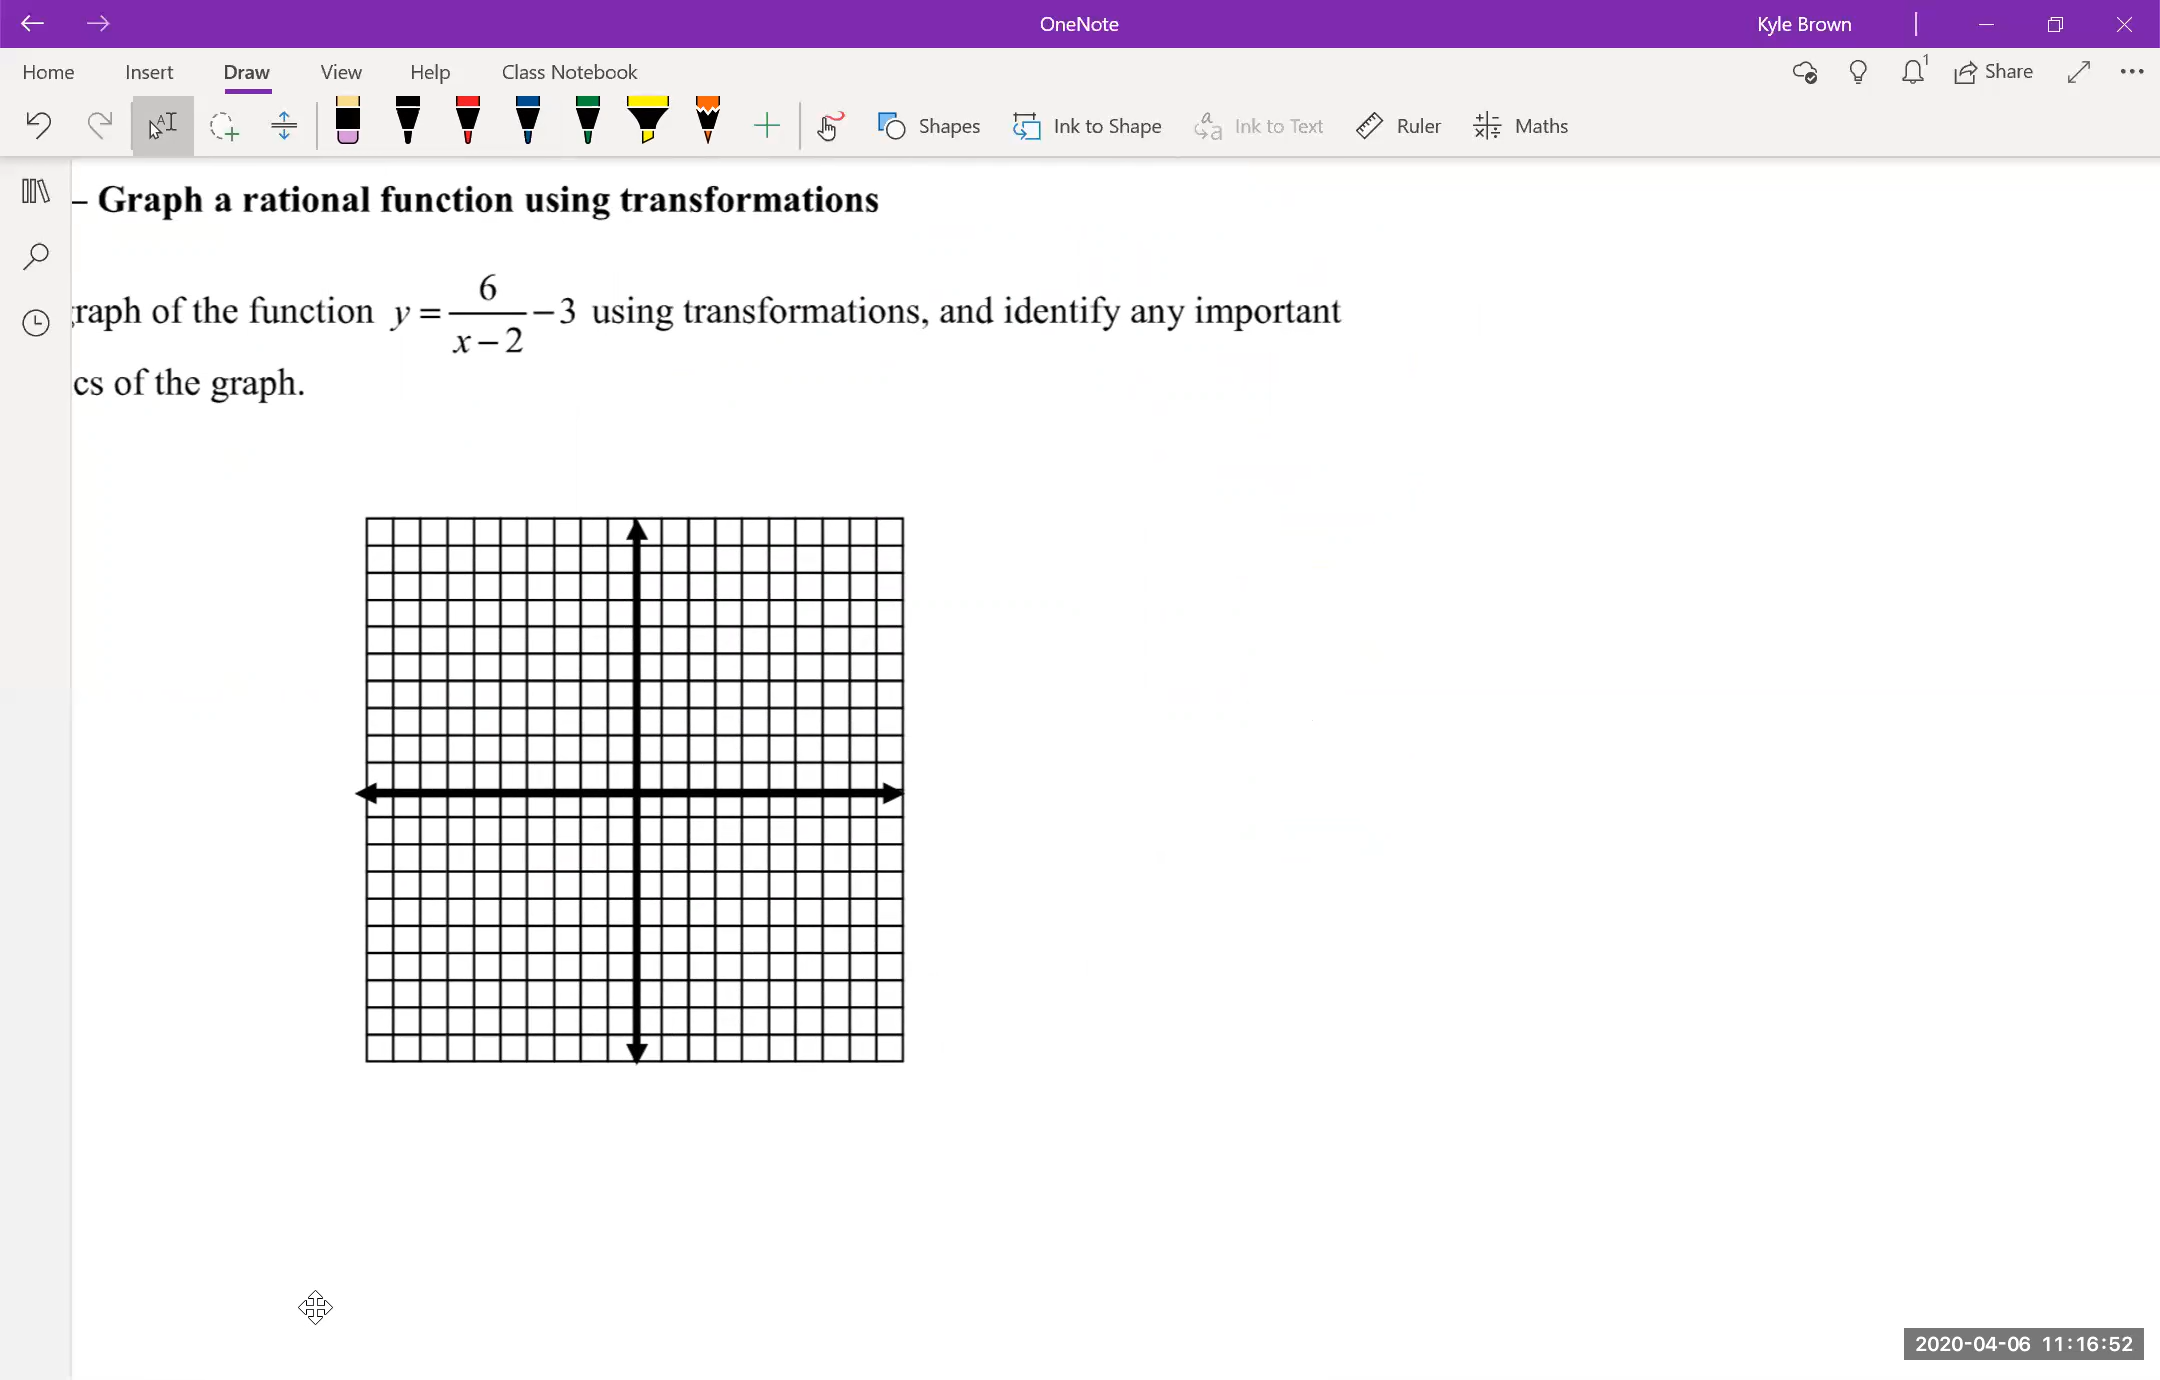 OneNote
Kyle Brown
Home Insert Draw View Help Class Notebook
1
Share
Shapes Ink to Shape Ink to Text Ruler Maths
– Graph a rational function using transformations
raph of the function y = 6/(x − 2) − 3 using transformations, and identify any important
cs of the graph.
2020-04-06 11:16:52